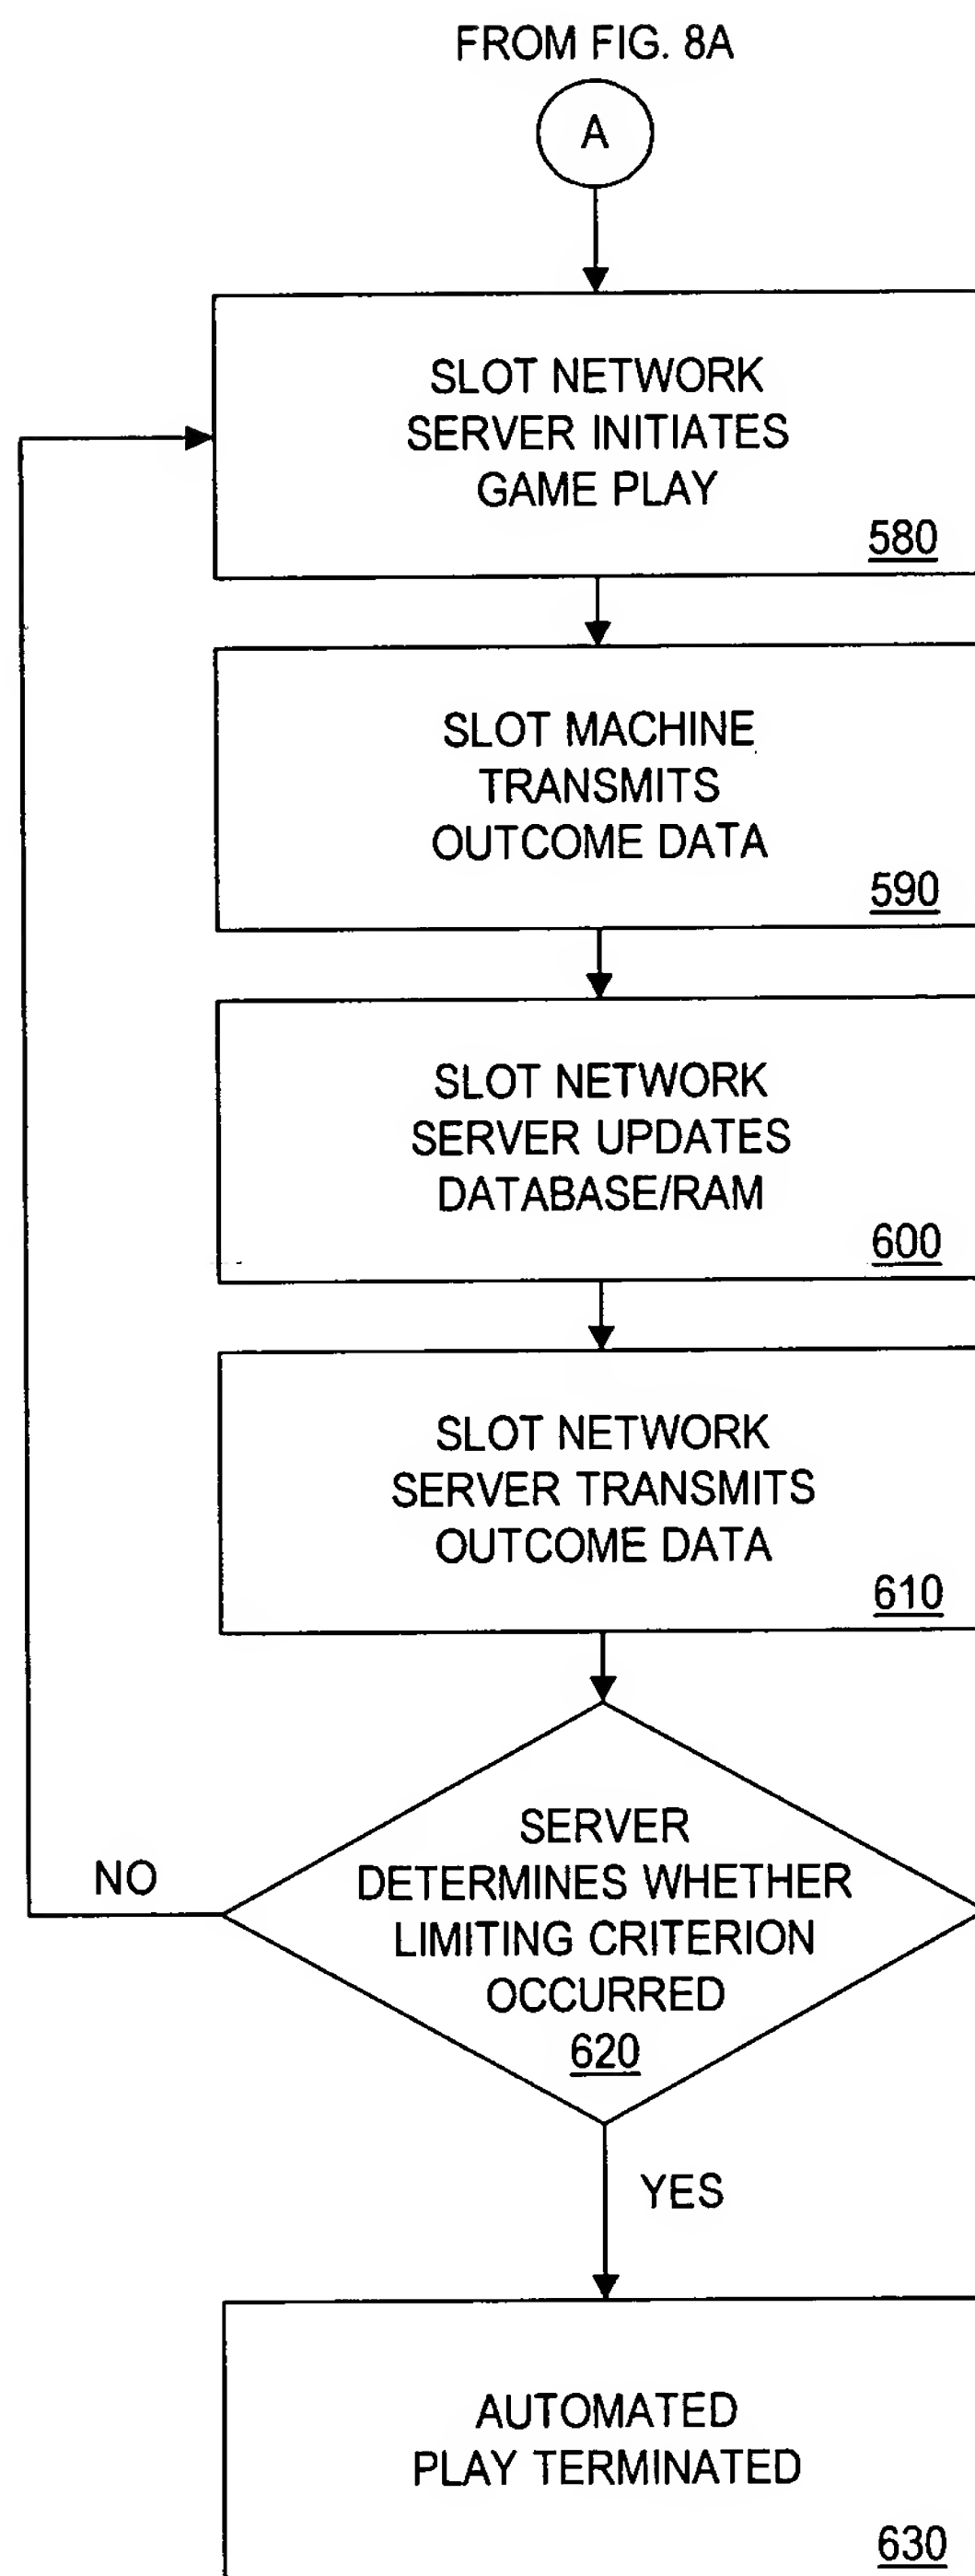 FROM FIG. 8A
A
SLOT NETWORK
SERVER INITIATES
GAME PLAY
580
SLOT MACHINE
TRANSMITS
OUTCOME DATA
590
SLOT NETWORK
SERVER UPDATES
DATABASE/RAM
600
SLOT NETWORK
SERVER TRANSMITS
OUTCOME DATA
610
SERVER
DETERMINES WHETHER
LIMITING CRITERION
OCCURRED
620
NO
YES
AUTOMATED
PLAY TERMINATED
630